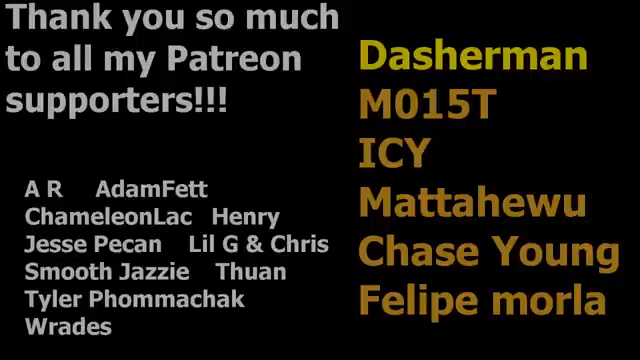 Thank you so much
to all my Patreon
supporters!!!
A R AdamFett
ChameleonLac Henry
Jesse Pecan Lil G & Chris
Smooth Jazzie Thuan
Tyler Phommachak
Wrades
Dasherman
M015T
ICY
Mattahewu
Chase Young
Felipe morla